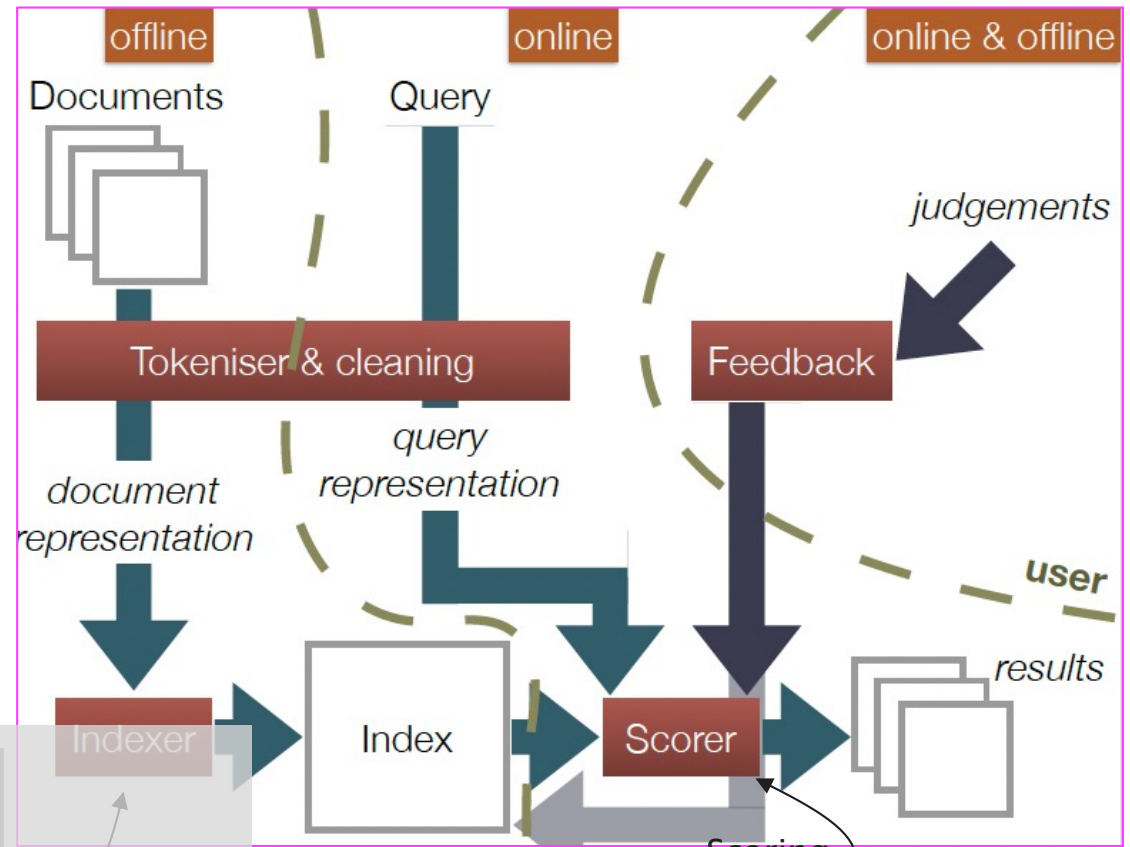 offline
online
online & offline
Documents
Query
judgements
Tokeniser & cleaning
Feedback
query
representation
document
representation
user
results
Indexer
Index
Scorer
Scoring